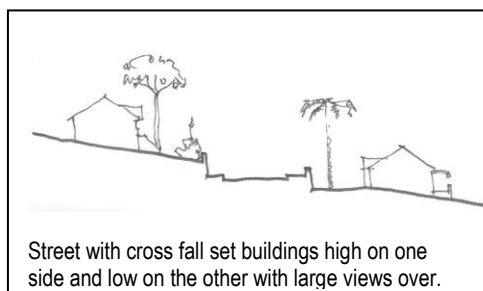 Street with cross fall set buildings high on one
side and low on the other with large views over.